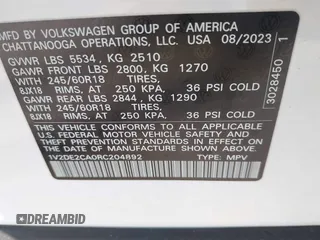 MFD BY VOLKSWAGEN GROUP OF AMERICA
CHATTANOOGA OPERATIONS, LLC. USA 08/2023
GVWR LBS 5534, KG 2510
GAWR FRONT LBS 2800, KG 1270
WITH 245/60R18 TIRES,
8JX18 RIMS, AT 250 KPA, 36 PSI COLD
GAWR REAR LBS 2844, KG 1290
WITH 245/60R18 TIRES,
8JX18 RIMS, AT 250 KPA, 36 PSI COLD
THIS VEHICLE CONFORMS TO ALL APPLICABLE
FEDERAL MOTOR VEHICLE SAFETY AND
THEFT PREVENTION STANDARDS IN EFFECT ON THE
DATE OF MANUFACTURE SHOWN ABOVE
1V2DE2CA0RC204892 TYPE: MPV
3028450 1
© BIDFAX AND IAAI